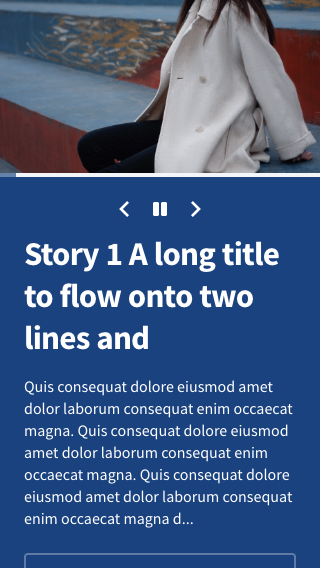 Story 1 A long title
to flow onto two
lines and
Quis consequat dolore eiusmod amet
dolor laborum consequat enim occaecat
magna. Quis consequat dolore eiusmod
amet dolor laborum consequat enim
occaecat magna. Quis consequat dolore
eiusmod amet dolor laborum consequat
enim occaecat magna d...